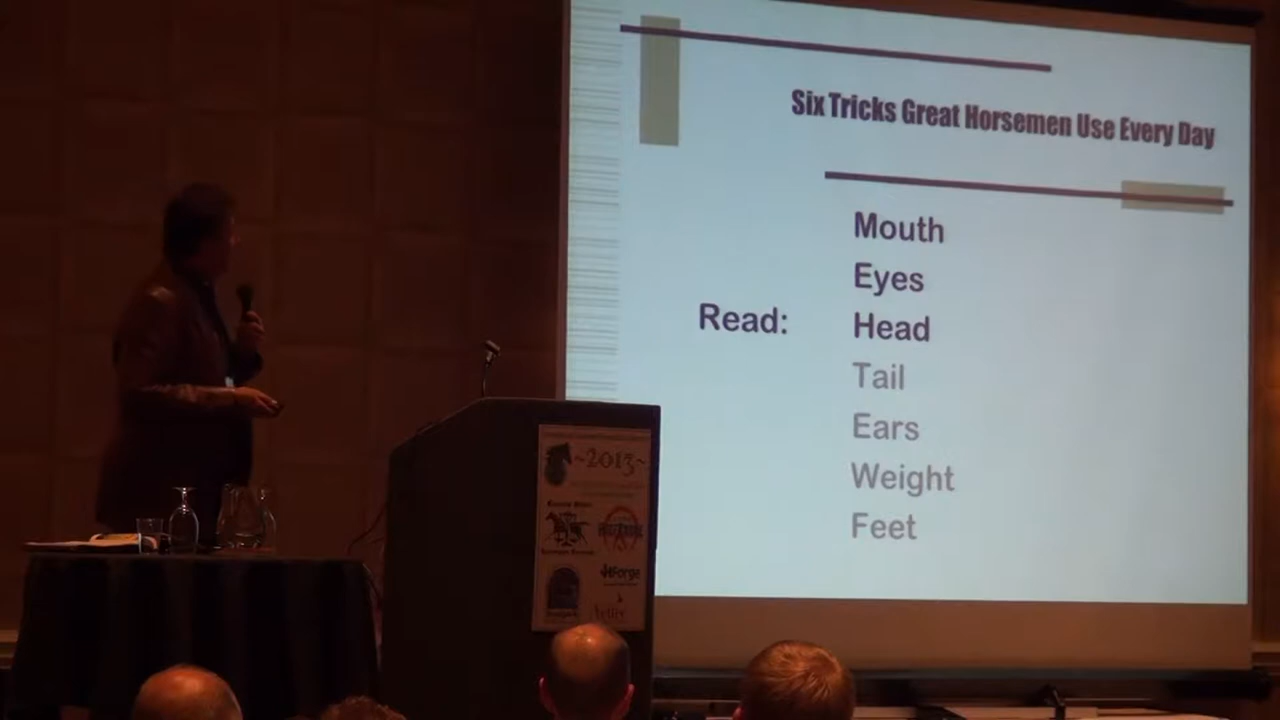 Six Tricks Great Horsemen Use Every Day
Mouth
Eyes
Read: Head
Tail
Ears
Weight
Feet
~2013~